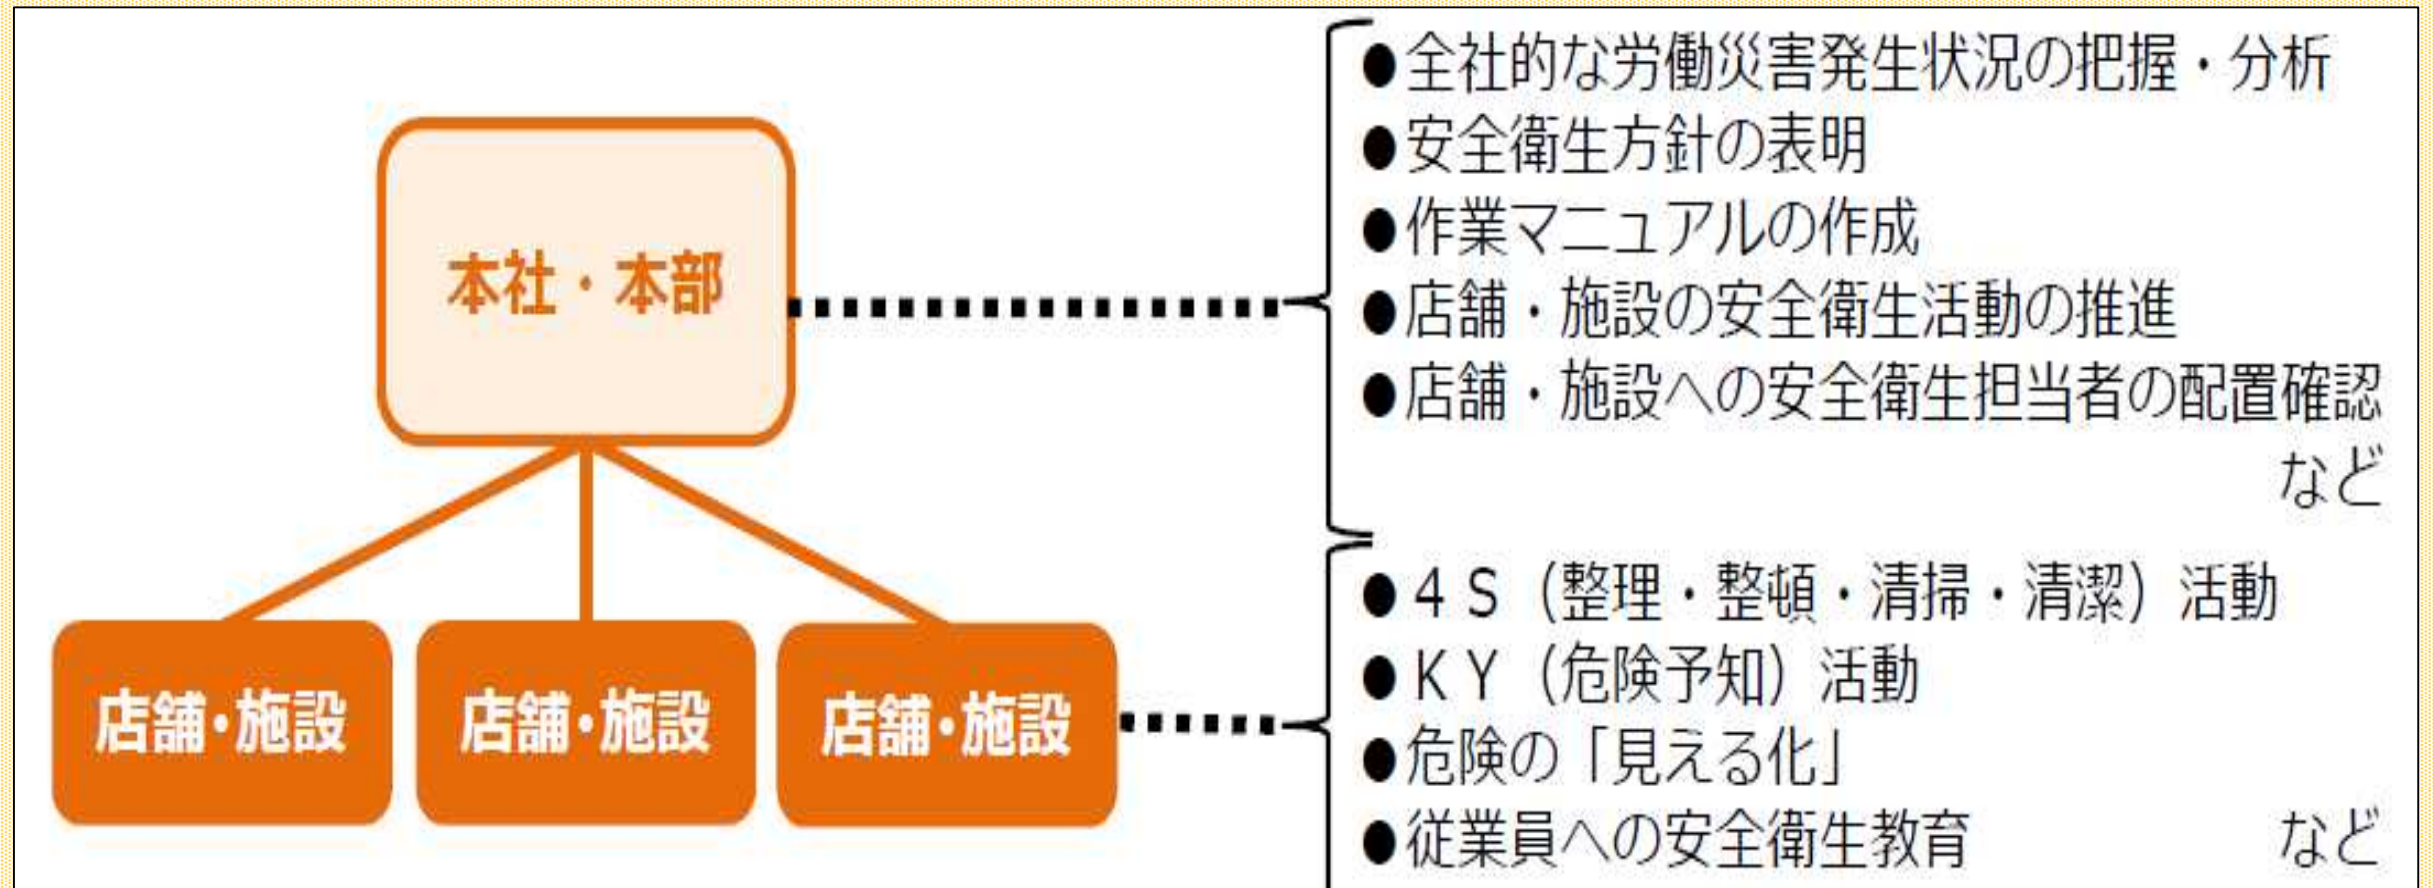 本社・本部
店舗・施設
店舗・施設
店舗・施設
●全社的な労働災害発生状況の把握・分析
●安全衛生方針の表明
●作業マニュアルの作成
●店舗・施設の安全衛生活動の推進
●店舗・施設への安全衛生担当者の配置確認
など
●４Ｓ（整理・整頓・清掃・清潔）活動
●ＫＹ（危険予知）活動
●危険の「見える化」
●従業員への安全衛生教育　など